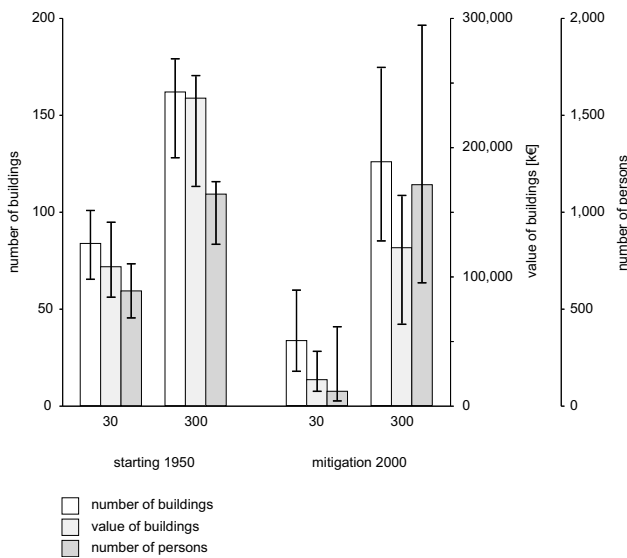 200
150
100
50
0
number of buildings
300,000
200,000
100,000
0
value of buildings [k€]
2,000
1,500
1,000
500
0
number of persons
30
300
30
300
starting 1950
mitigation 2000
number of buildings
value of buildings
number of persons